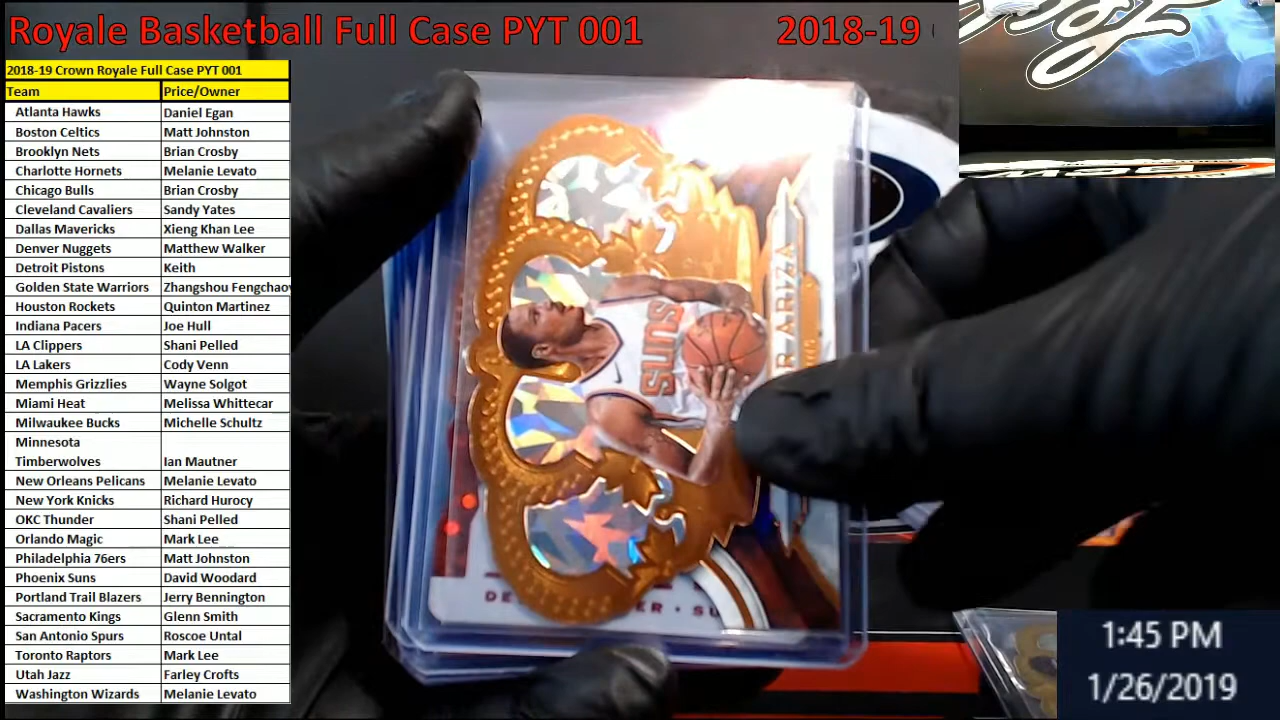 Royale Basketball Full Case PYT 001 2018-19
2018-19 Crown Royale Full Case PYT 001
Team Price/Owner
Atlanta Hawks Daniel Egan
Boston Celtics Matt Johnston
Brooklyn Nets Brian Crosby
Charlotte Hornets Melanie Levato
Chicago Bulls Brian Crosby
Cleveland Cavaliers Sandy Yates
Dallas Mavericks Xieng Khan Lee
Denver Nuggets Matthew Walker
Detroit Pistons Keith
Golden State Warriors Zhangshou Fengchaov
Houston Rockets Quinton Martinez
Indiana Pacers Joe Hull
LA Clippers Shani Pelled
LA Lakers Cody Venn
Memphis Grizzlies Wayne Solgot
Miami Heat Melissa Whittecar
Milwaukee Bucks Michelle Schultz
Minnesota
Timberwolves Ian Mautner
New Orleans Pelicans Melanie Levato
New York Knicks Richard Hurocy
OKC Thunder Shani Pelled
Orlando Magic Mark Lee
Philadelphia 76ers Matt Johnston
Phoenix Suns David Woodard
Portland Trail Blazers Jerry Bennington
Sacramento Kings Glenn Smith
San Antonio Spurs Roscoe Untal
Toronto Raptors Mark Lee
Utah Jazz Farley Crofts
Washington Wizards Melanie Levato
R ARIZA
SUNS
DE ER · SU
1:45 PM
1/26/2019